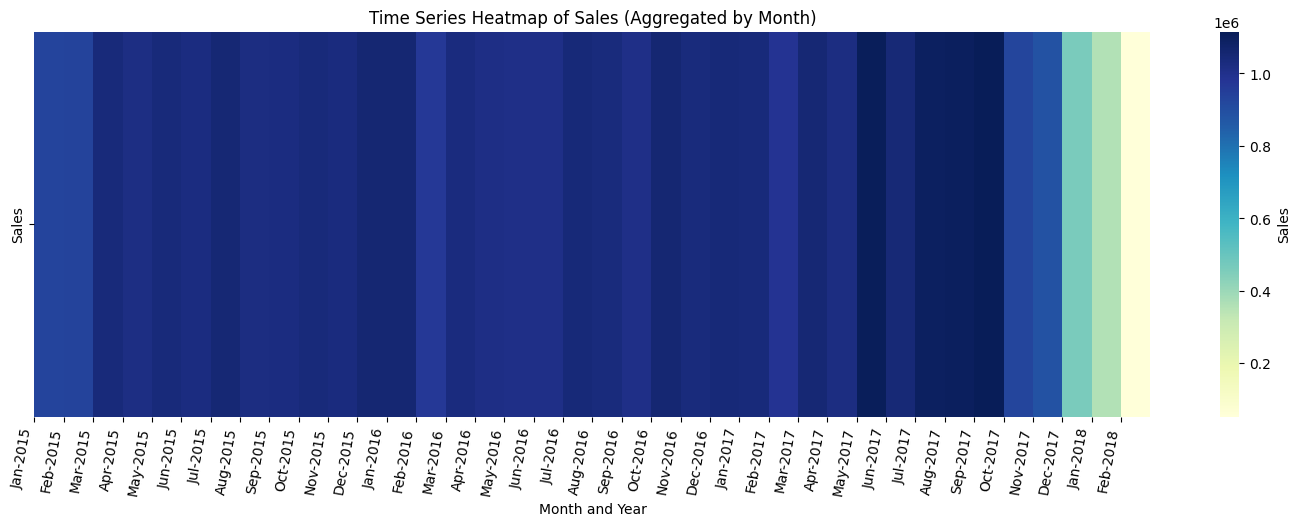 Time Series Heatmap of Sales (Aggregated by Month)
1e6
1.0
0.8
0.6
0.4
0.2
Sales
Sales
Jan-2015
Feb-2015
Mar-2015
Apr-2015
May-2015
Jun-2015
Jul-2015
Aug-2015
Sep-2015
Oct-2015
Nov-2015
Dec-2015
Jan-2016
Feb-2016
Mar-2016
Apr-2016
May-2016
Jun-2016
Jul-2016
Aug-2016
Sep-2016
Oct-2016
Nov-2016
Dec-2016
Jan-2017
Feb-2017
Mar-2017
Apr-2017
May-2017
Jun-2017
Jul-2017
Aug-2017
Sep-2017
Oct-2017
Nov-2017
Dec-2017
Jan-2018
Feb-2018
Month and Year